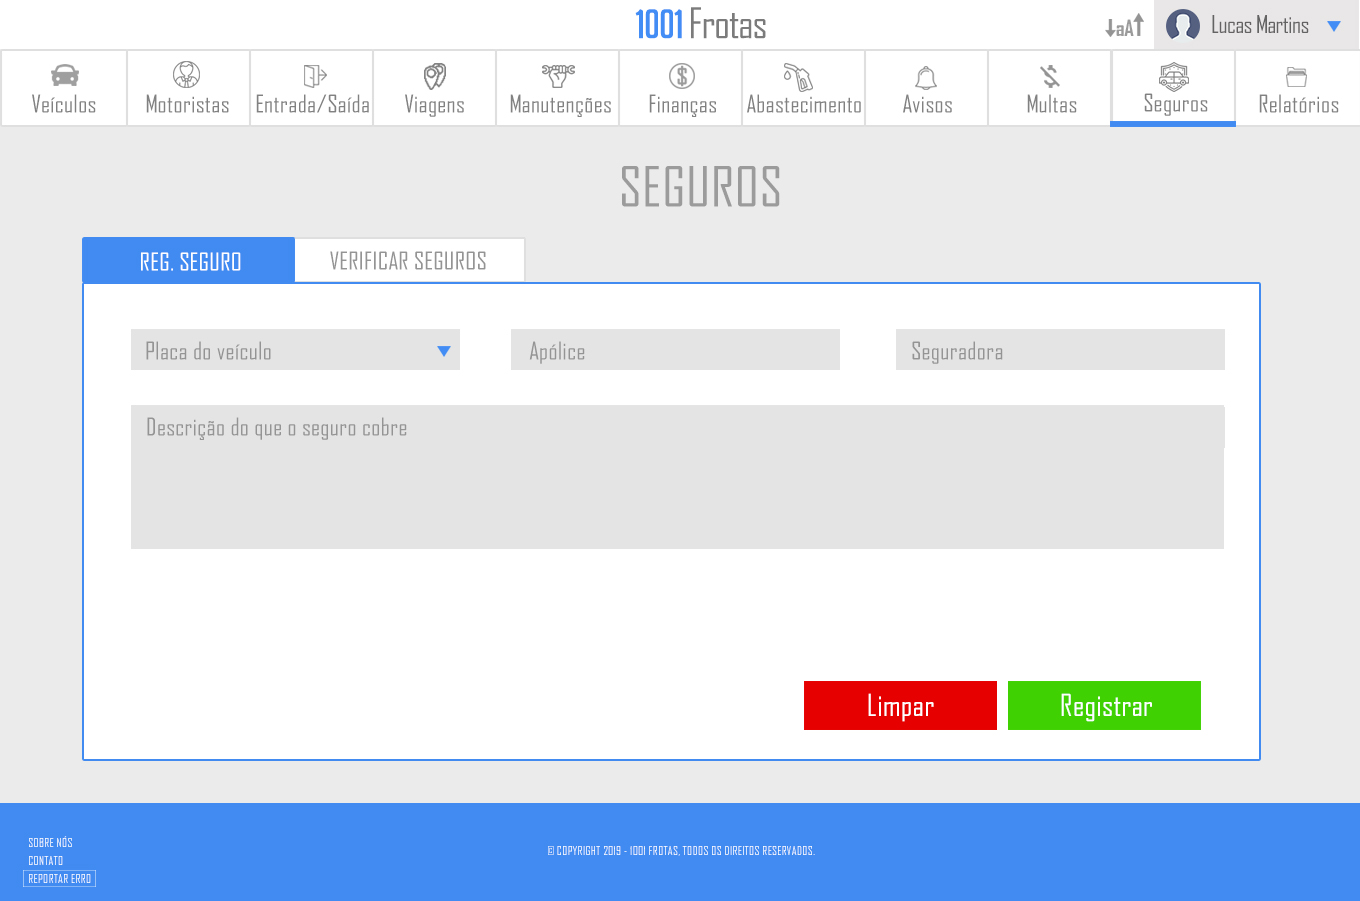 1001 Frotas
aA
Lucas Martins
Veículos
Motoristas
Entrada/Saída
Viagens
Manutenções
Finanças
Abastecimento
Avisos
Multas
Seguros
Relatórios
SEGUROS
REG. SEGURO
VERIFICAR SEGUROS
Placa do veículo
Apólice
Seguradora
Descrição do que o seguro cobre
Limpar
Registrar
SOBRE NÓS
CONTATO
REPORTAR ERRO
© COPYRIGHT 2019 - 1001 FROTAS, TODOS OS DIREITOS RESERVADOS.